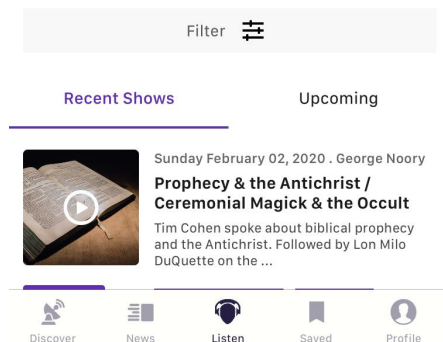 Filter
Recent Shows
Upcoming
Sunday February 02, 2020 . George Noory
Prophecy & the Antichrist /
Ceremonial Magick & the Occult
Tim Cohen spoke about biblical prophecy
and the Antichrist. Followed by Lon Milo
DuQuette on the ...
Discover
News
Listen
Saved
Profile